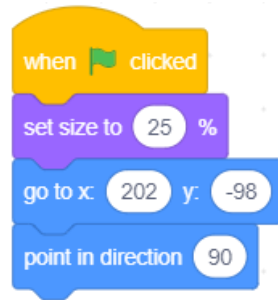 when clicked
set size to 25 %
go to x: 202 y: -98
point in direction 90